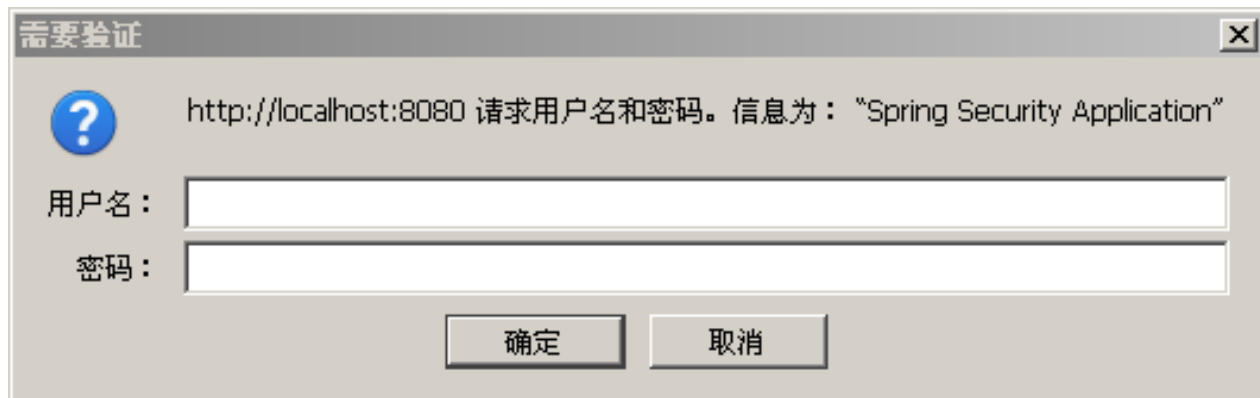 需要验证
http://localhost:8080 请求用户名和密码。信息为：“Spring Security Application”
用户名：
密码：
确定 取消